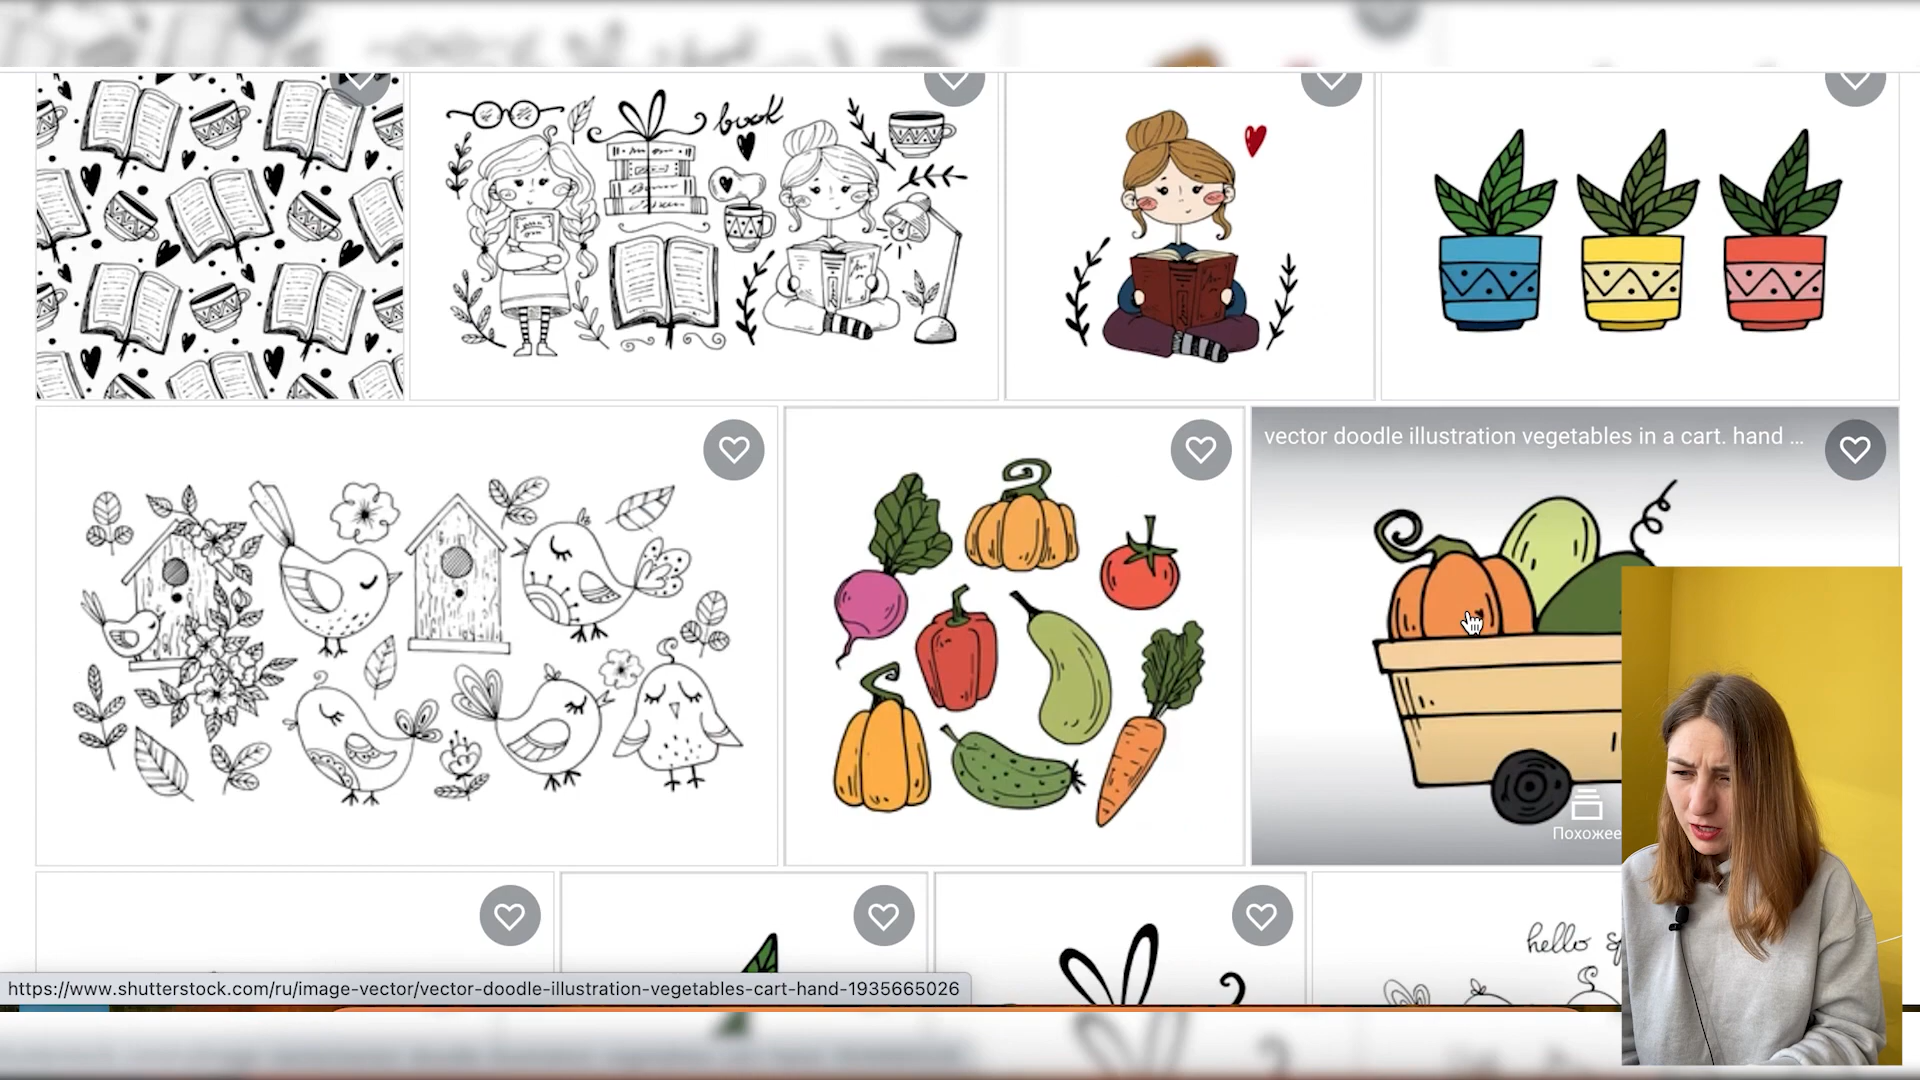 book
vector doodle illustration vegetables in a cart. hand ...
Похожее
hello
https://www.shutterstock.com/ru/image-vector/vector-doodle-illustration-vegetables-cart-hand-1935665026